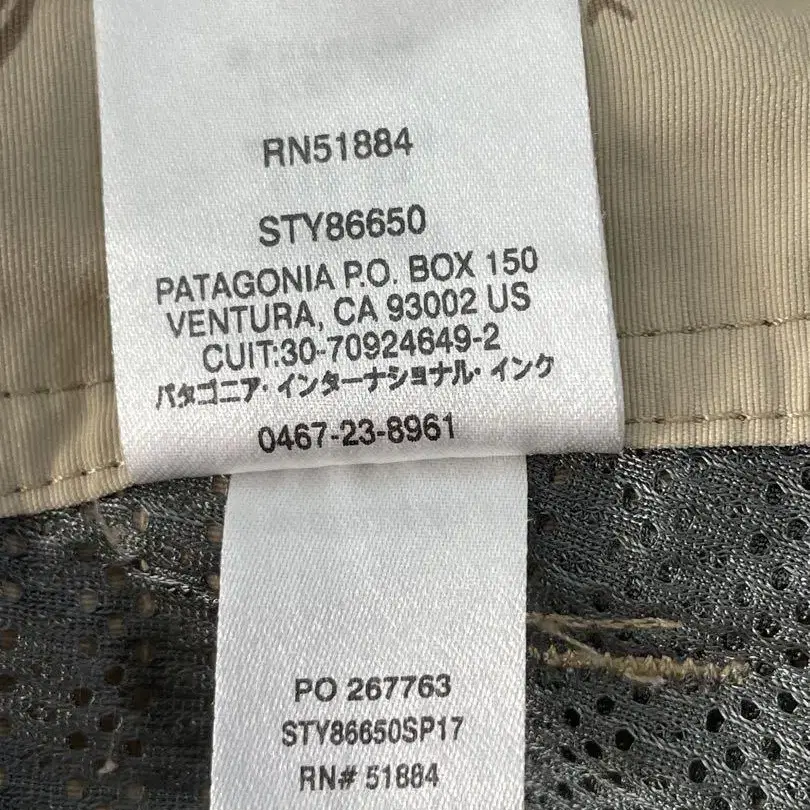 RN51884
STY86650
PATAGONIA P.O. BOX 150
VENTURA, CA 93002 US
CUIT:30-70924649-2
パタゴニア・インターナショナル・インク
0467-23-8961
PO 267763
STY86650SP17
RN# 51884